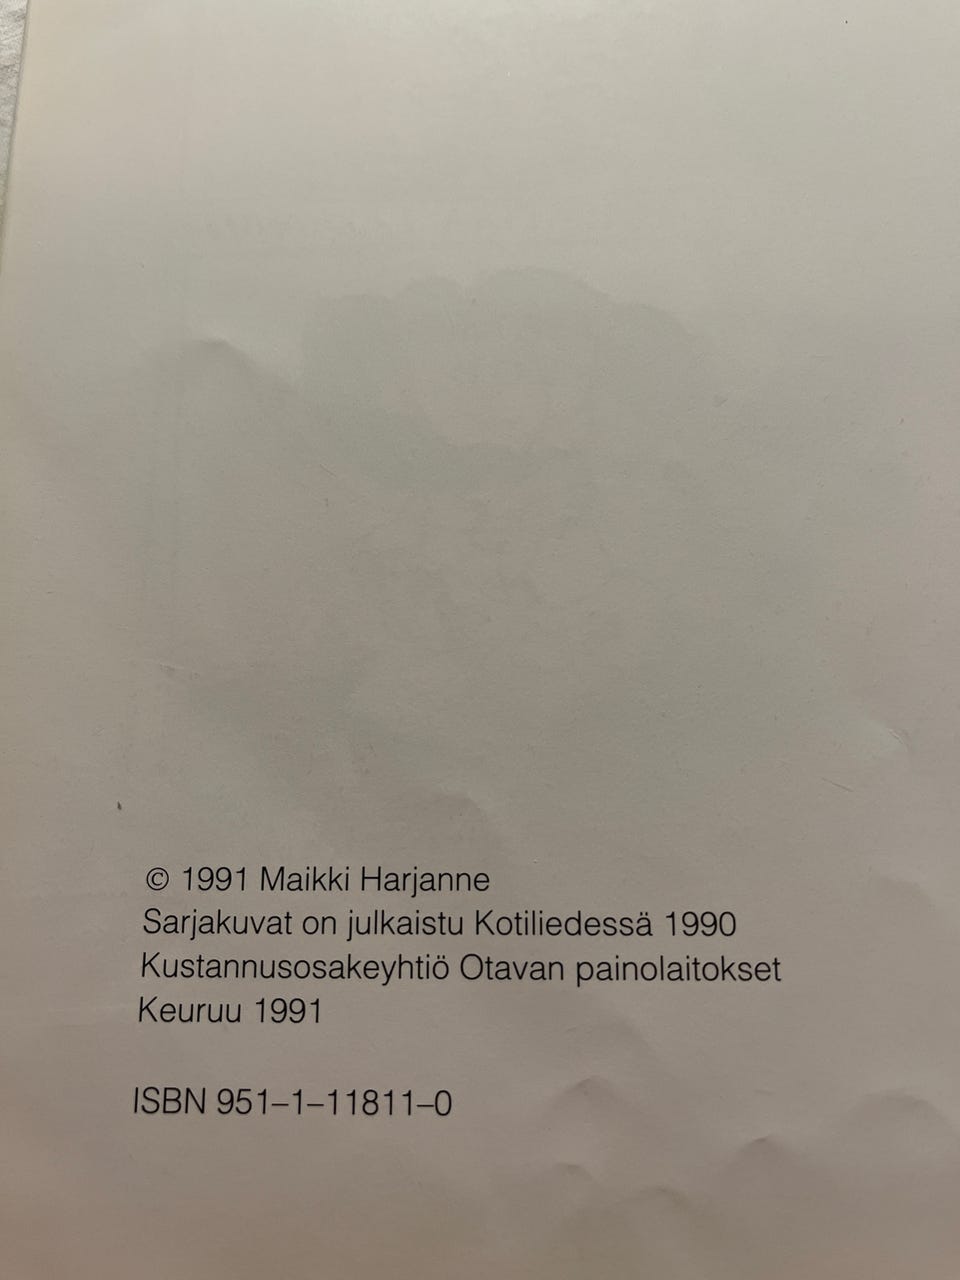 © 1991 Maikki Harjanne
Sarjakuvat on julkaistu Kotiliedessä 1990
Kustannusosakeyhtiö Otavan painolaitokset
Keuruu 1991
ISBN 951–1–11811–0